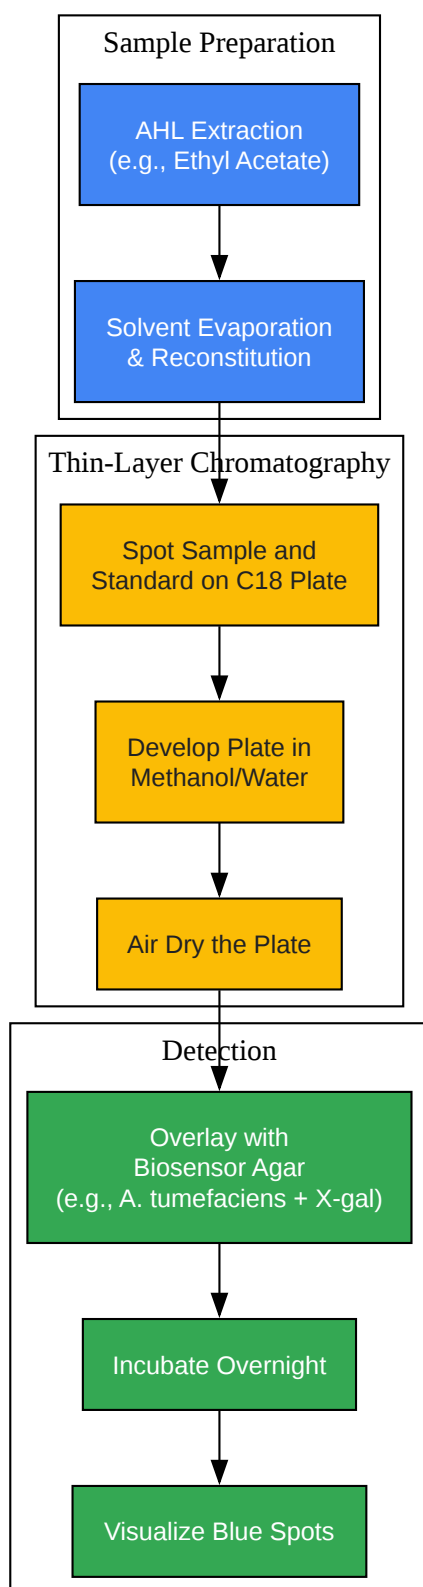 Sample Preparation
AHL Extraction
(e.g., Ethyl Acetate)
Solvent Evaporation
& Reconstitution
Thin-Layer Chromatography
Spot Sample and
Standard on C18 Plate
Develop Plate in
Methanol/Water
Air Dry the Plate
Detection
Overlay with
Biosensor Agar
(e.g., A. tumefaciens + X-gal)
Incubate Overnight
Visualize Blue Spots